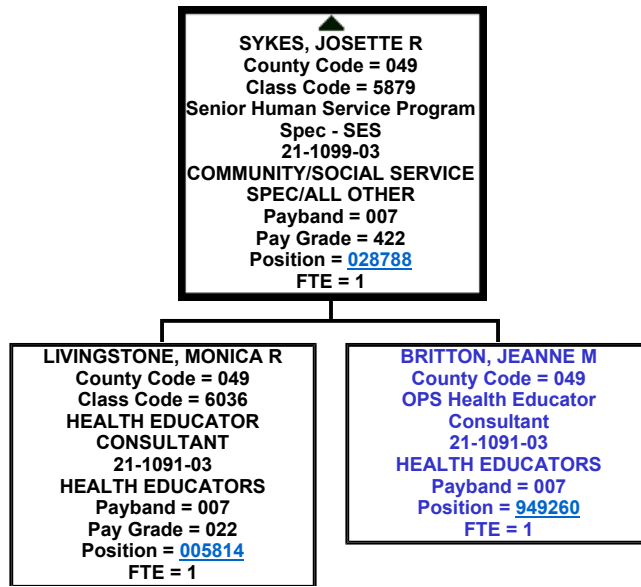 SYKES, JOSETTE R
County Code = 049
Class Code = 5879
Senior Human Service Program
Spec - SES
21-1099-03
COMMUNITY/SOCIAL SERVICE
SPEC/ALL OTHER
Payband = 007
Pay Grade = 422
Position = 028788
FTE = 1
LIVINGSTONE, MONICA R
County Code = 049
Class Code = 6036
HEALTH EDUCATOR
CONSULTANT
21-1091-03
HEALTH EDUCATORS
Payband = 007
Pay Grade = 022
Position = 005814
FTE = 1
BRITTON, JEANNE M
County Code = 049
OPS Health Educator
Consultant
21-1091-03
HEALTH EDUCATORS
Payband = 007
Position = 949260
FTE = 1